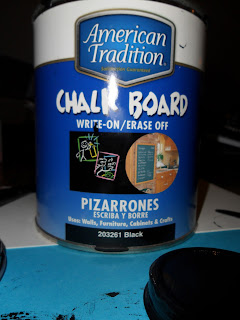 American
Tradition
CHALK BOARD
WRITE-ON/ERASE OFF
PIZARRONES
ESCRIBA Y BORRE
Uses: Walls, Furniture, Cabinets & Crafts
203261 Black